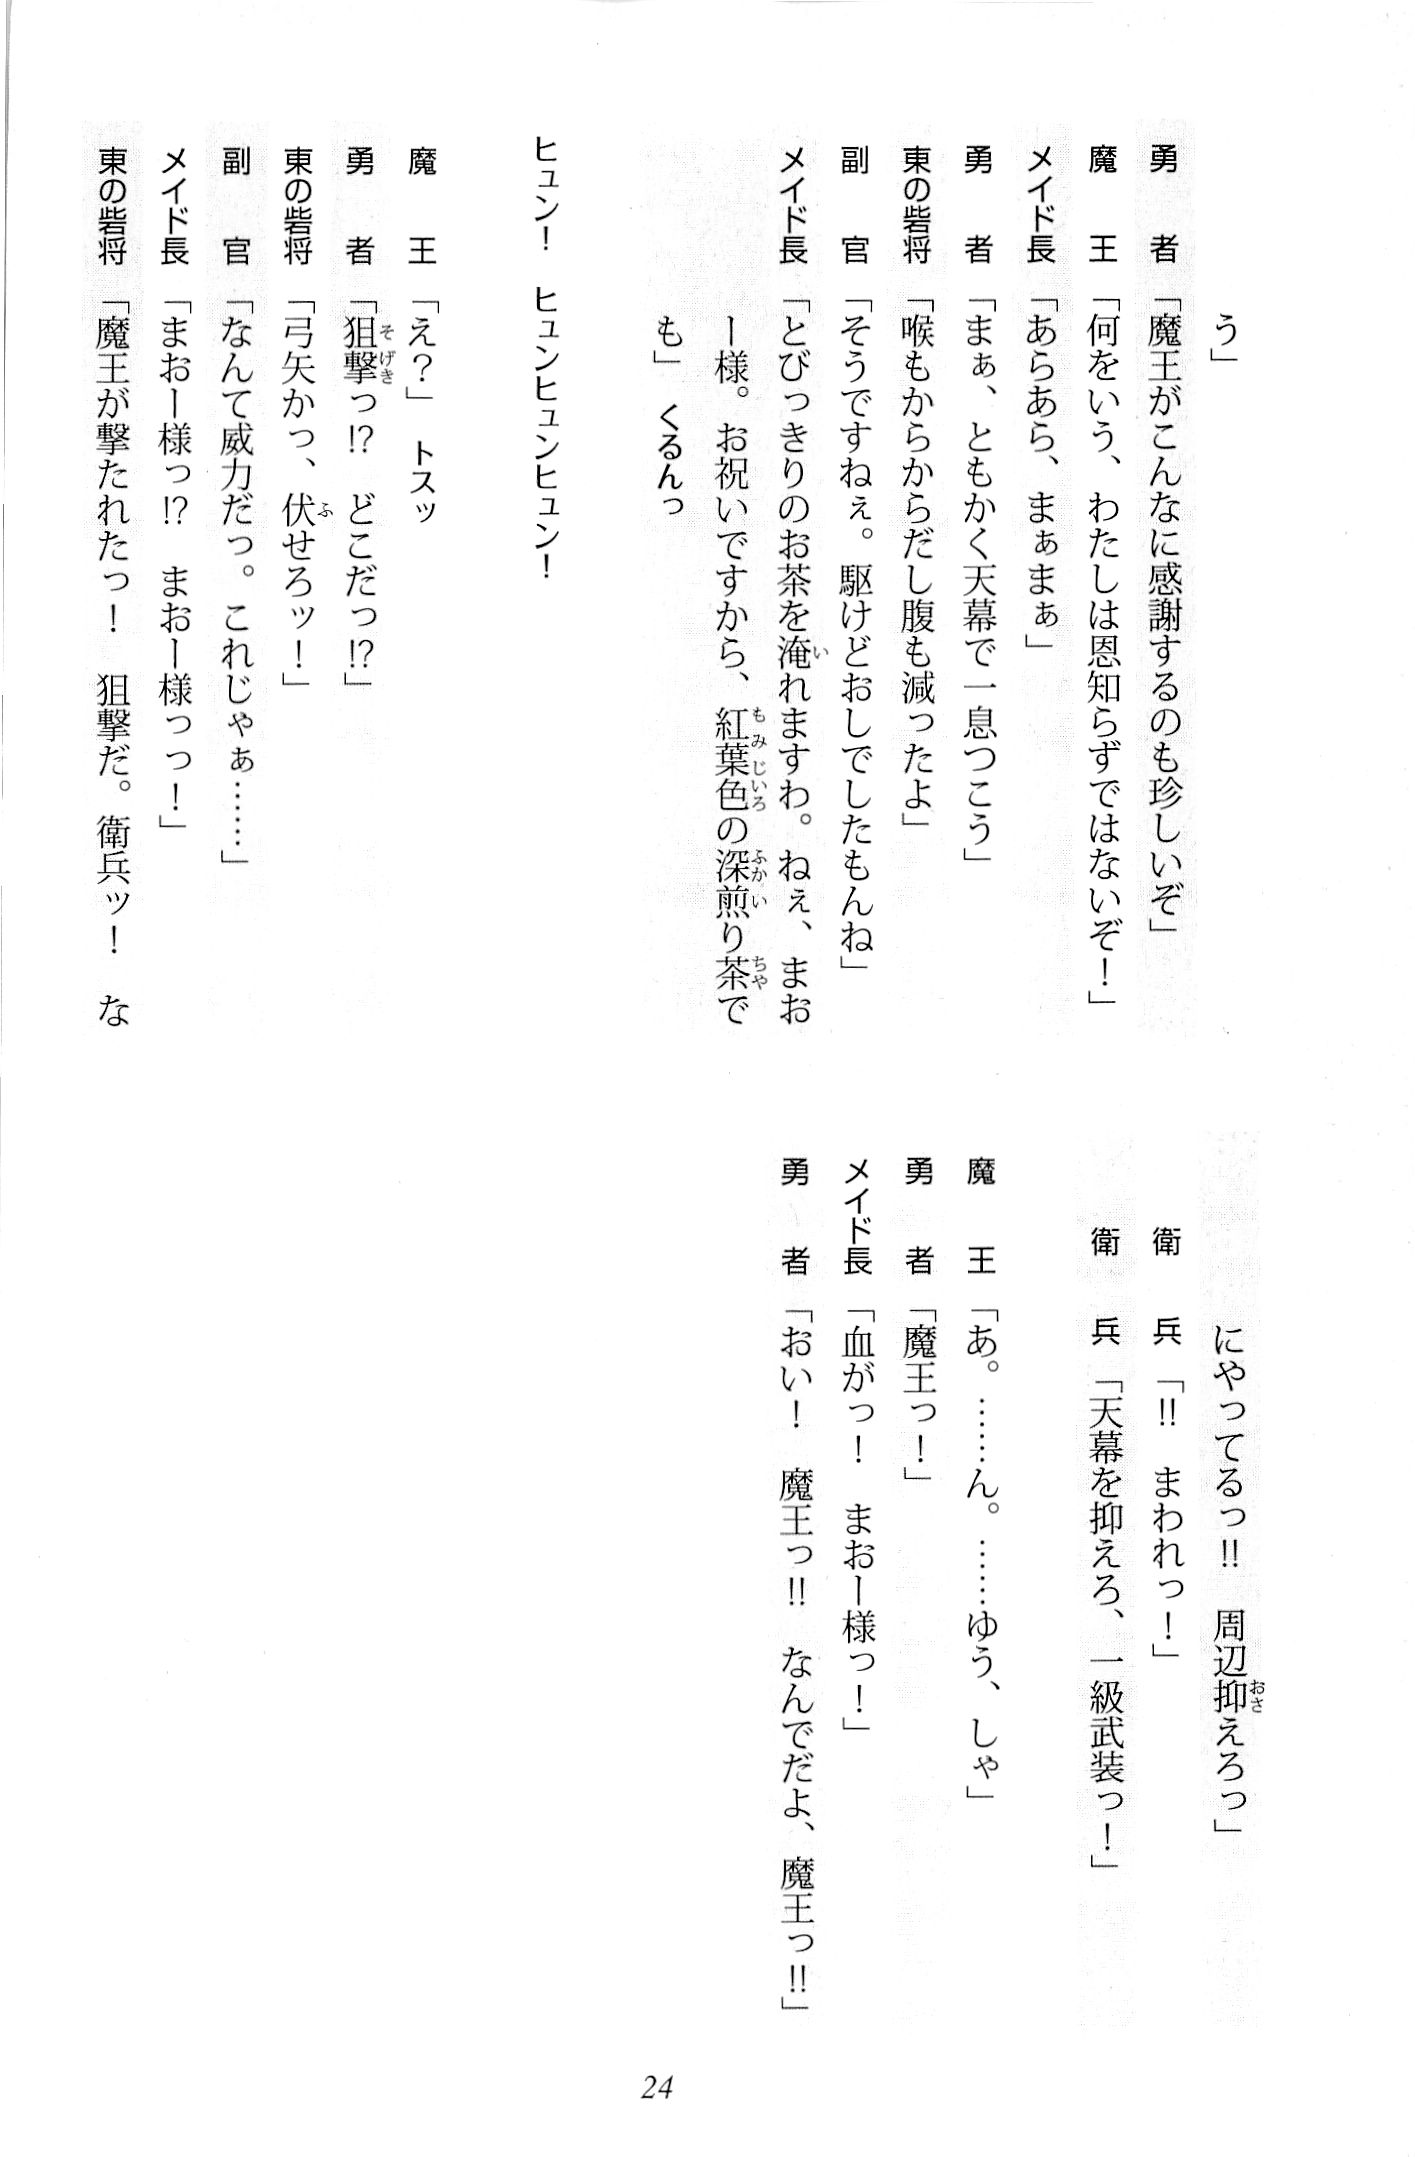 う」
勇者「魔王がこんなに感謝するのも珍しいぞ」
魔王「何をいう、わたしは恩知らずではないぞ！」
メイド長「あらあら、まぁまぁ」
勇者「まぁ、ともかく天幕で一息つこう」
東の砦将「喉もからからだし腹も減ったよ」
副官「そうですねぇ。駆けどおしでしたもんね」
メイド長「とびっきりのお茶を淹れますわ。ねぇ、まお
ー様。お祝いですから、紅葉色の深煎り茶で
も」　くるんっ
ヒュン！　ヒュンヒュンヒュン！
魔王「え？」　トスッ
勇者「狙撃っ!?　どこだっ!?」
東の砦将「弓矢かっ、伏せろッ！」
副官「なんて威力だっ。これじゃぁ……」
メイド長「まおー様っ!?　まおー様っっ！」
東の砦将「魔王が撃たれたっ！　狙撃だ。衛兵ッ！　な
にやってるっ!!　周辺抑えろっ」
衛兵「!!　まわれっ！」
衛兵「天幕を抑えろ、一級武装っ！」
魔王「あ。……ん。……ゆう、しゃ」
勇者「魔王っ！」
メイド長「血がっ！　まおー様っ！」
勇者「おい！　魔王っ!!　なんでだよ、魔王っ!!」
24